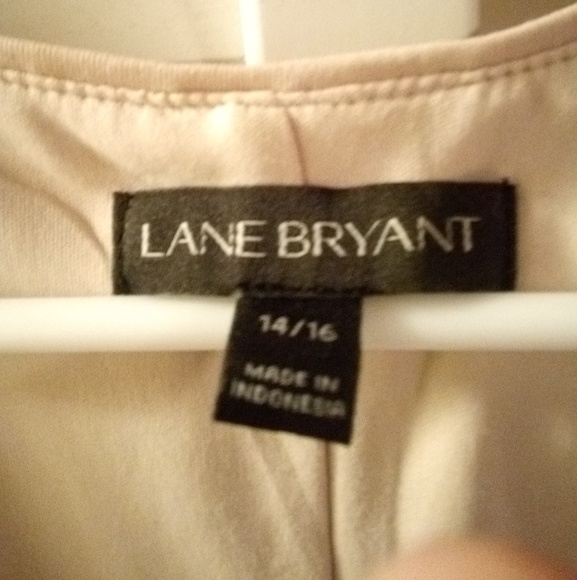 LANE BRYANT
14/16
MADE IN
INDONESIA